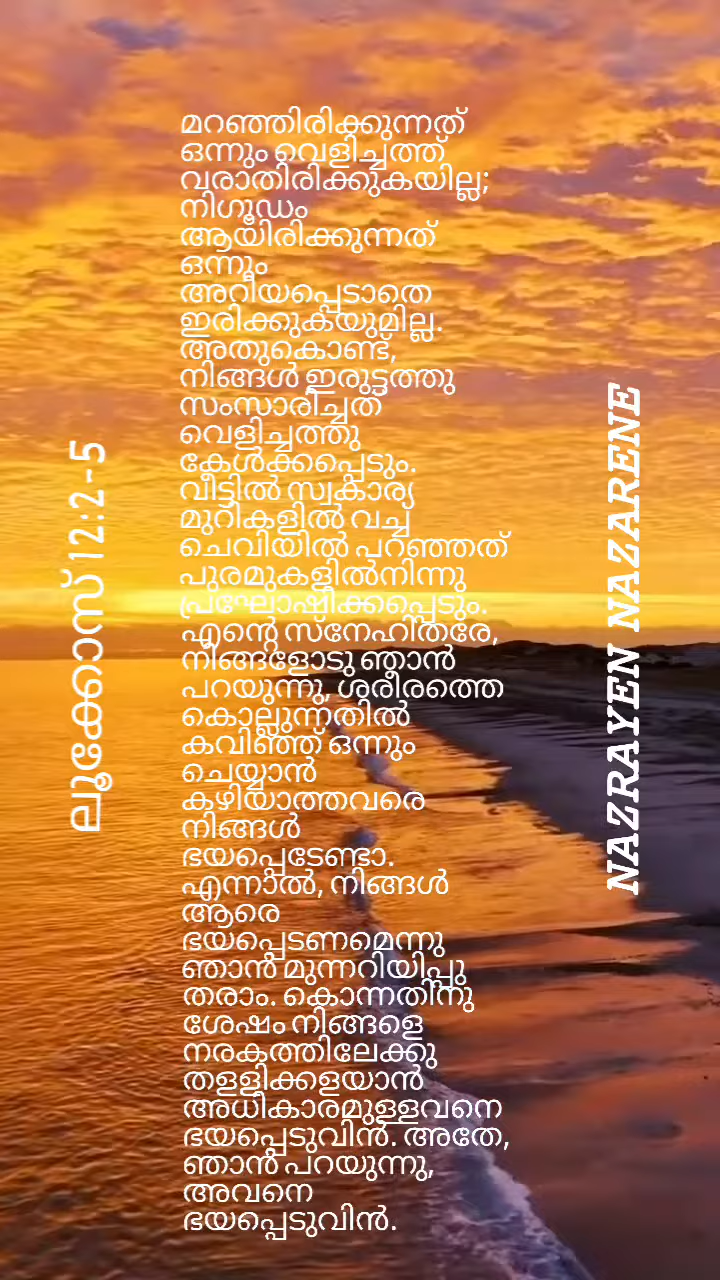 മറഞ്ഞിരിക്കുന്നത്
ഒന്നും വെളിച്ചത്ത്
വരാതിരിക്കുകയില്ല;
നിഗൂഡം
ആയിരിക്കുന്നത്
ഒന്നും
അറിയപ്പെടാതെ
ഇരിക്കുകയുമില്ല.
അതുകൊണ്ട്,
നിങ്ങൾ ഇരുട്ടത്തു
സംസാരിച്ചത്
വെളിച്ചത്തു
കേൾക്കപ്പെടും.
വീട്ടിൽ സ്വകാര്യ
മുറികളിൽ വച്ച്
ചെവിയിൽ പറഞ്ഞത്
പുരമുകളിൽനിന്നു
പ്രഘോഷിക്കപ്പെടും.
എന്റെ സ്നേഹിതരേ,
നിങ്ങളോടു ഞാൻ
പറയുന്നു, ശരീരത്തെ
കൊല്ലുന്നതിൽ
കവിഞ്ഞ് ഒന്നും
ചെയ്യാൻ
കഴിയാത്തവരെ
നിങ്ങൾ
ഭയപ്പെടേണ്ടാ.
എന്നാൽ, നിങ്ങൾ
ആരെ
ഭയപ്പെടണമെന്നു
ഞാൻ മുന്നറിയിപ്പു
തരാം. കൊന്നതിനു
ശേഷം നിങ്ങളെ
നരകത്തിലേക്കു
തള്ളിക്കളയാൻ
അധികാരമുള്ളവനെ
ഭയപ്പെടുവിൻ. അതേ,
ഞാൻ പറയുന്നു,
അവനെ
ഭയപ്പെടുവിൻ.
ലൂക്കോസ് 12:2-5
NAZRAYEN NAZARENE